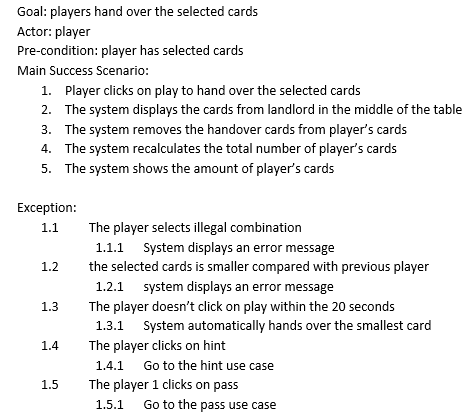 Goal: players hand over the selected cards
Actor: player
Pre-condition: player has selected cards
Main Success Scenario:
1. Player clicks on play to hand over the selected cards
2. The system displays the cards from landlord in the middle of the table
3. The system removes the handover cards from player's cards
4. The system recalculates the total number of player's cards
5. The system shows the amount of player's cards
Exception:
1.1 The player selects illegal combination
1.1.1 System displays an error message
1.2 the selected cards is smaller compared with previous player
1.2.1 system displays an error message
1.3 The player doesn't click on play within the 20 seconds
1.3.1 System automatically hands over the smallest card
1.4 The player clicks on hint
1.4.1 Go to the hint use case
1.5 The player 1 clicks on pass
1.5.1 Go to the pass use case